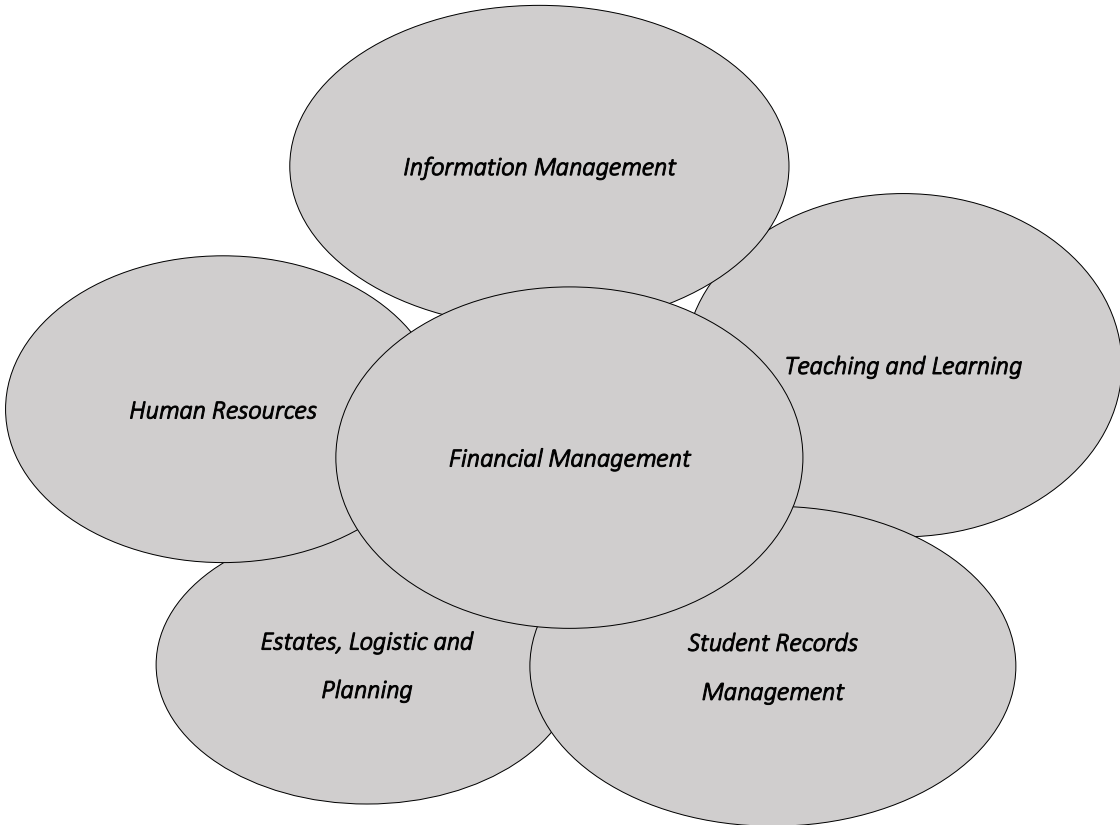 Information Management
Teaching and Learning
Human Resources
Financial Management
Estates, Logistic and
Planning
Student Records
Management